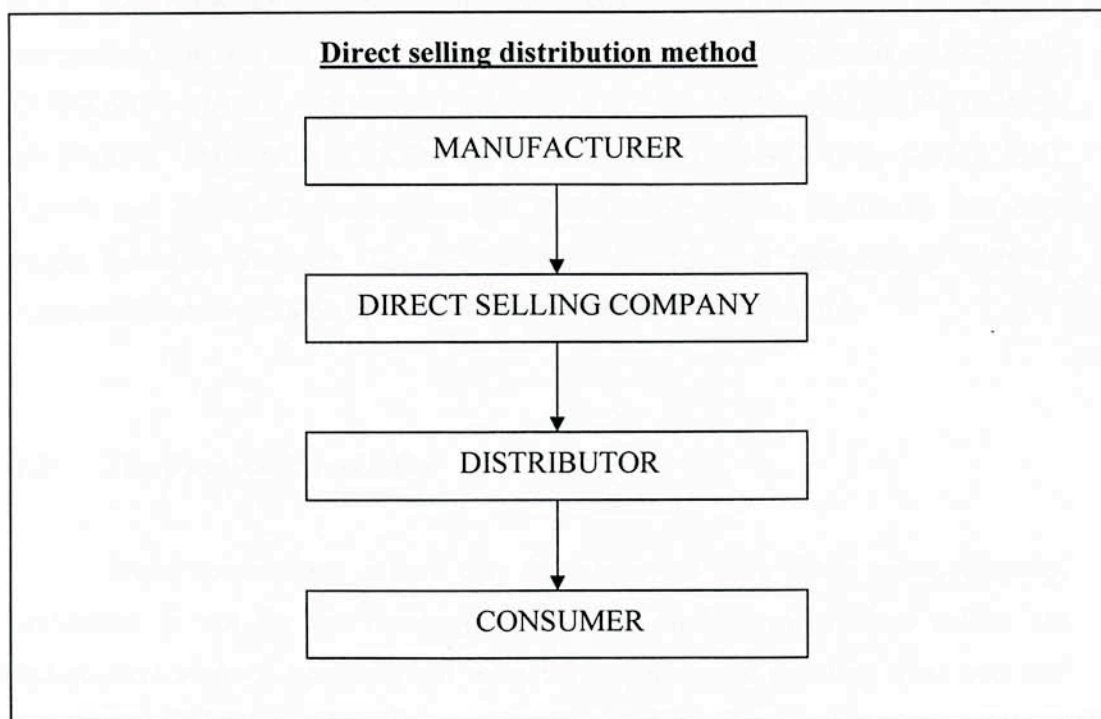 Direct selling distribution method
MANUFACTURER
DIRECT SELLING COMPANY
DISTRIBUTOR
CONSUMER